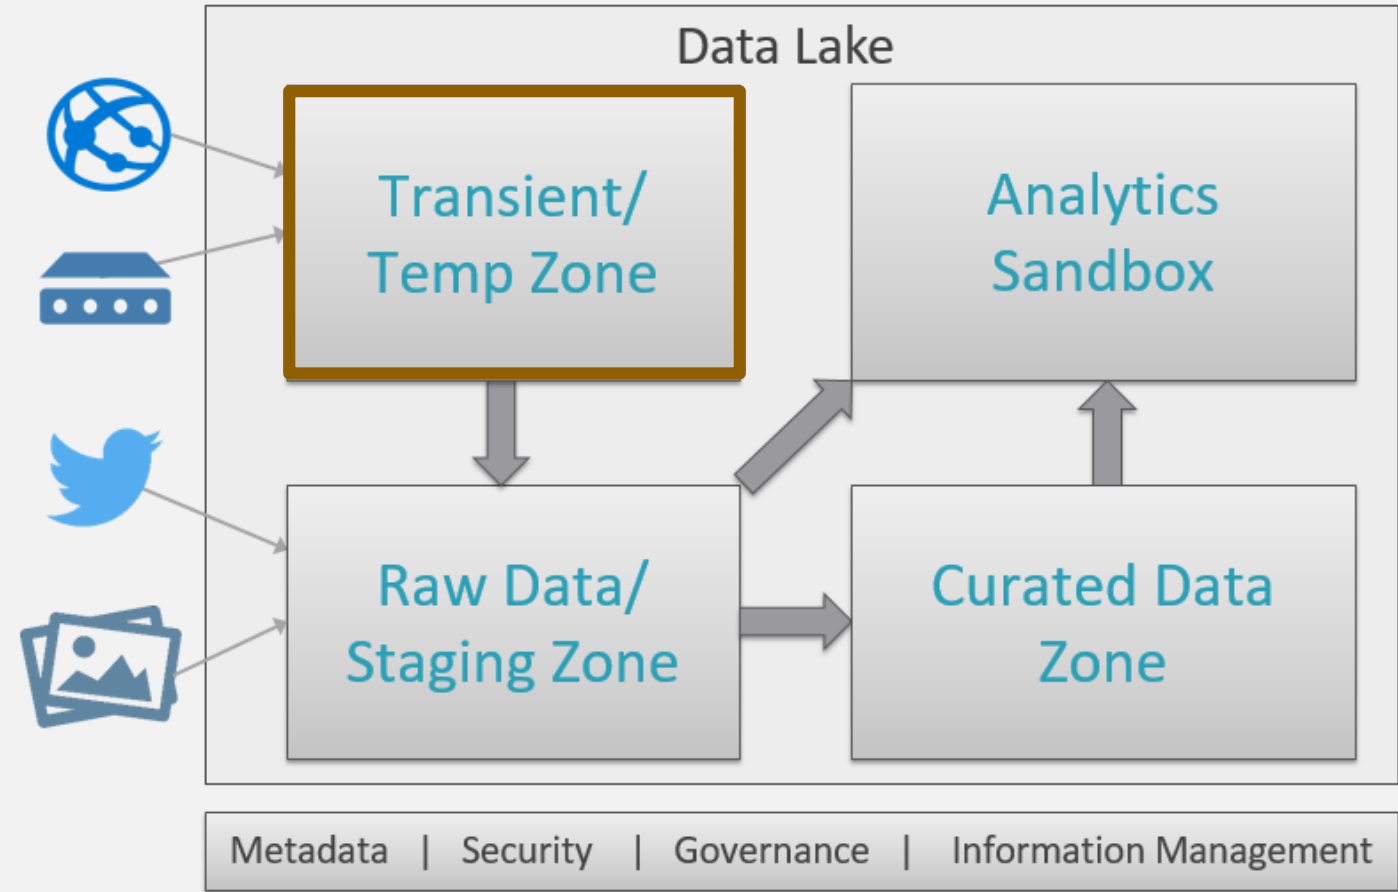 Data Lake
Transient/
Temp Zone
Analytics
Sandbox
Raw Data/
Staging Zone
Curated Data
Zone
Metadata | Security | Governance | Information Management